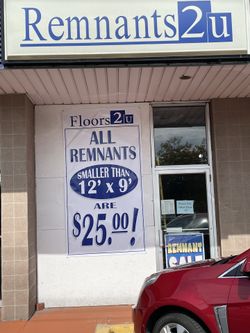 Remnants2u
Floors2u
ALL
REMNANTS
SMALLER THAN
12' x 9'
ARE
$25.00!
REMNANT
SALE